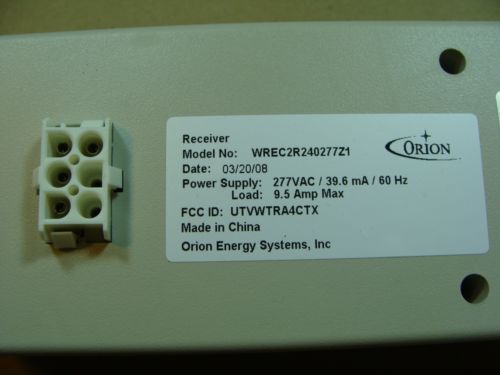 Receiver
Model No: WREC2R240277Z1
ORION
Date: 03/20/08
Power Supply: 277VAC / 39.6 mA / 60 Hz
Load: 9.5 Amp Max
FCC ID: UTVWTRA4CTX
Made in China
Orion Energy Systems, Inc